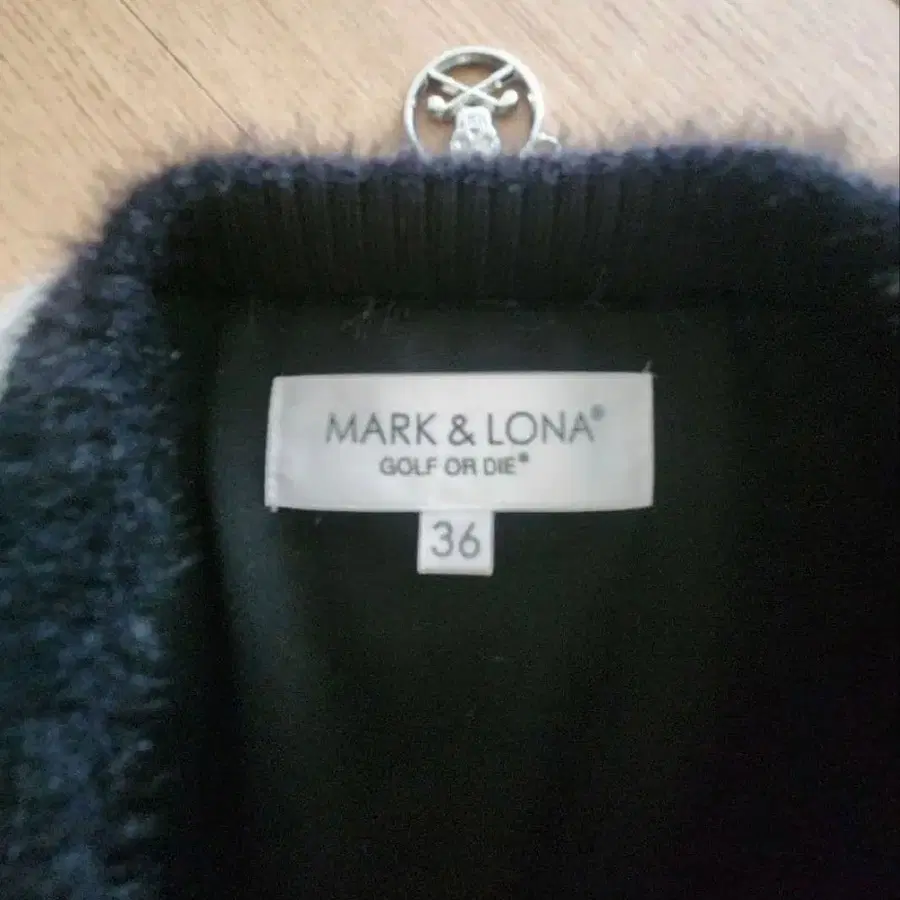 MARK & LONA®
GOLF OR DIE®
36